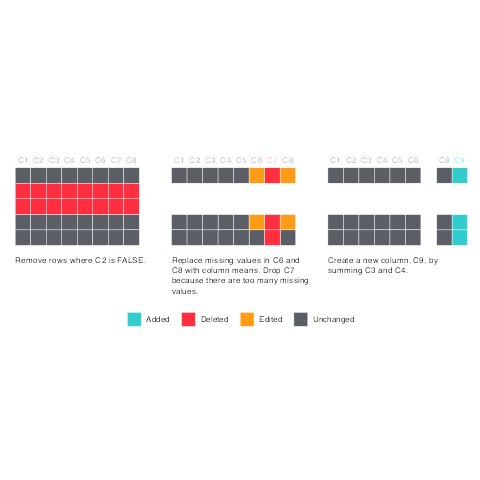 C1 C2 C3 C4 C5 C6 C7 C8
C1 C2 C3 C4 C5 C6 C7 C8
C1 C2 C3 C4 C5 C6 C8 C9
Remove rows where C2 is FALSE.
Replace missing values in C6 and
C8 with column means. Drop C7
because there are too many missing
values.
Create a new column, C9, by
summing C3 and C4.
Added Deleted Edited Unchanged